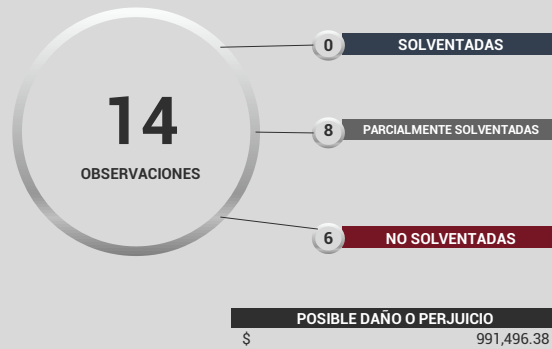 14
OBSERVACIONES
0 SOLVENTADAS
8 PARCIALMENTE SOLVENTADAS
6 NO SOLVENTADAS
POSIBLE DAÑO O PERJUICIO
$ 991,496.38